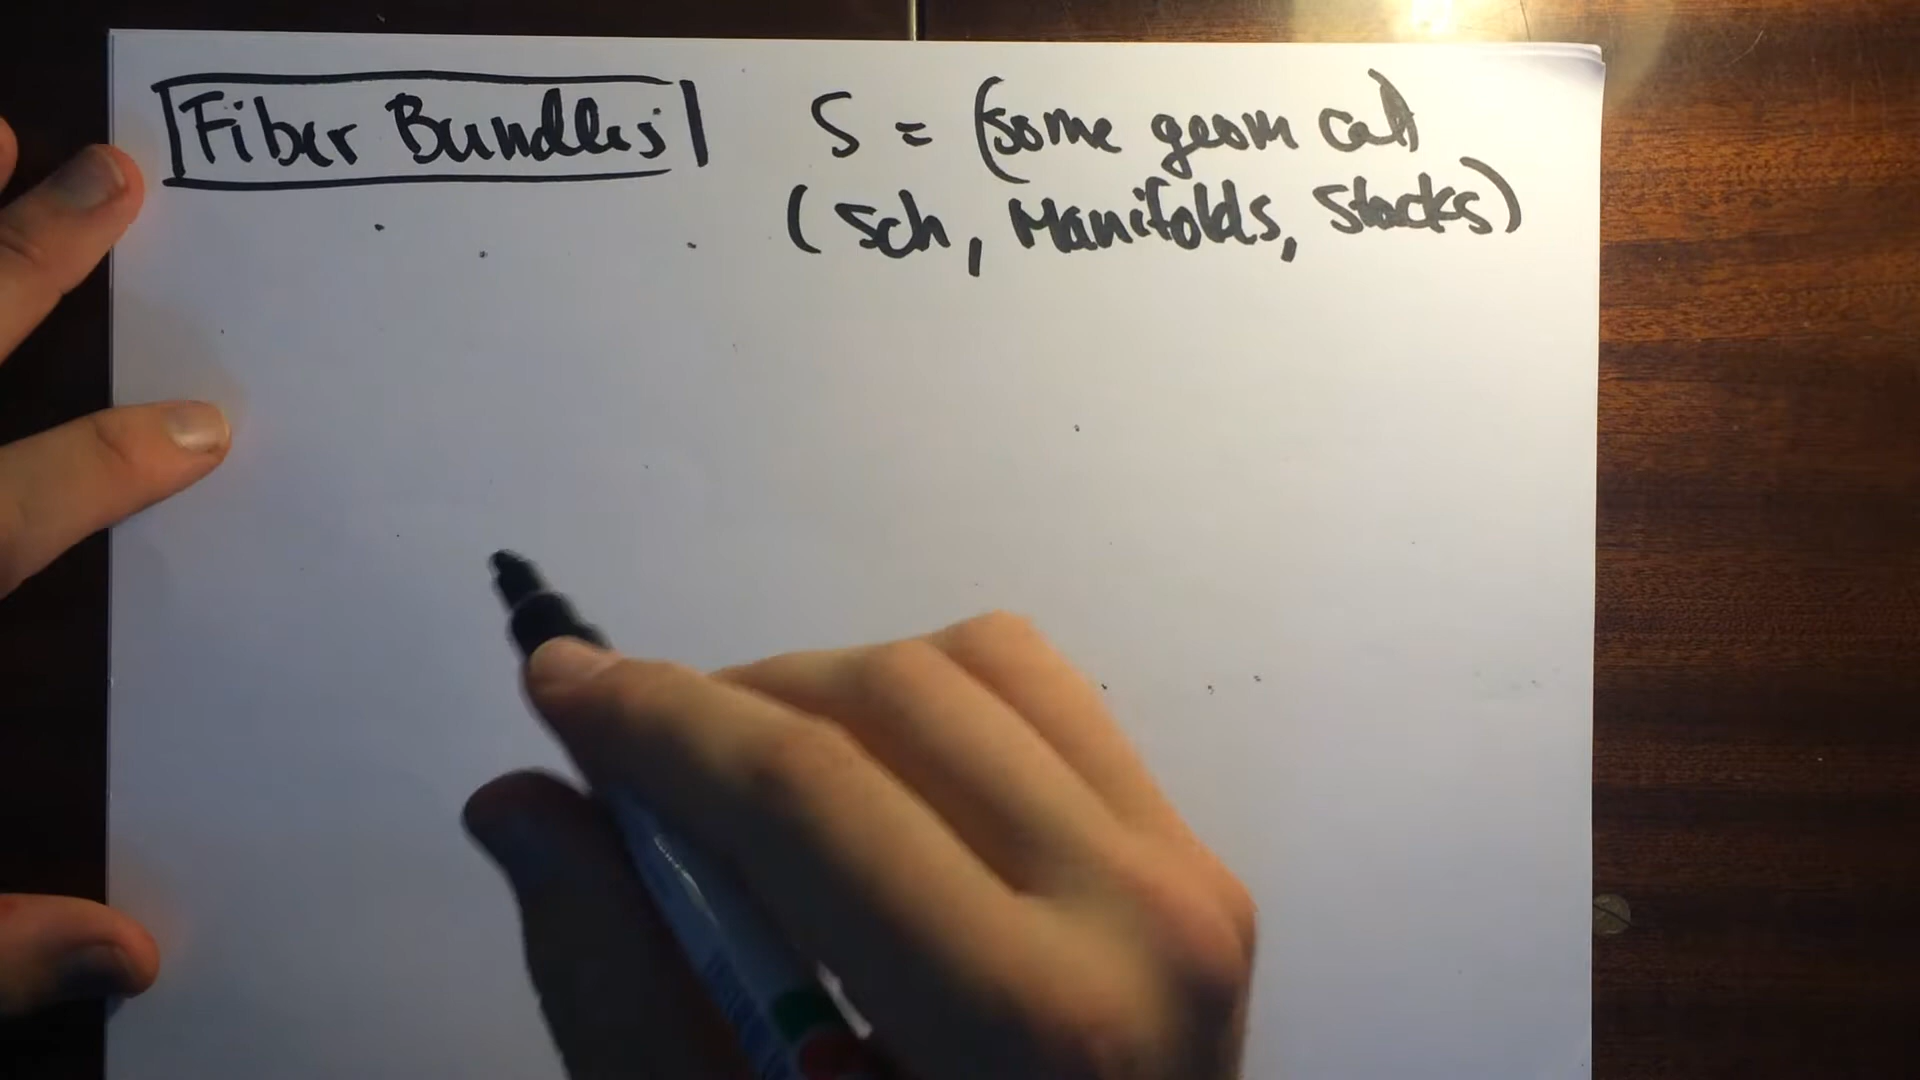 Fiber Bundles
S = (some geom cat)
(Sch, Manifolds, Stacks)